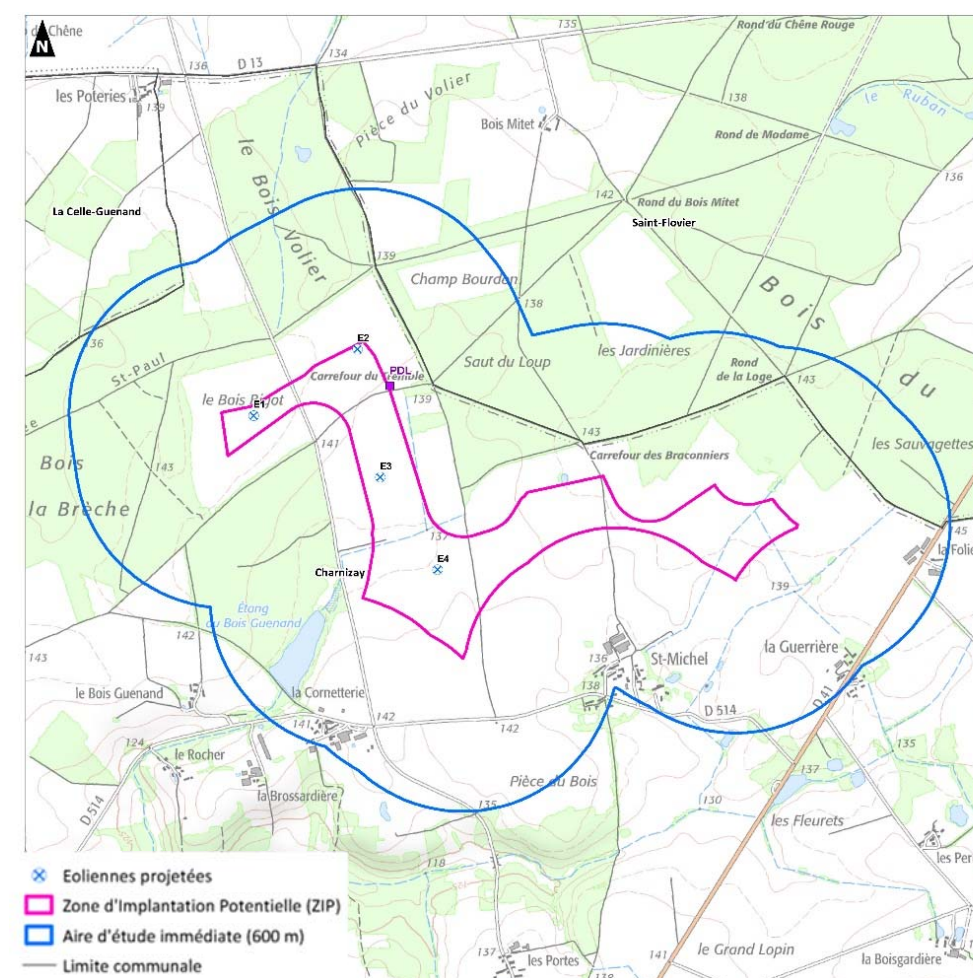 du Chêne
N
135
Rond du Chêne Rouge
136
D 13
134
les Poteries
139
Pièce du Volier
138
le Ruban
Bois Mitet
Rond de Madame
136
le Bois Volier
142
Rond du Bois Mitet
La Celle-Guenand
Saint-Flovier
139
Champ Bourdon
138
Bois du
136
E2
St-Paul
Saut du Loup
les Jardinières
PDL
Carrefour du Tremble
Rond de la Loge
143
139
le Bois Rigot
E1
141
143
les Sauvagettes
Bois
143
E3
Carrefour des Braconniers
la Brèche
137
145
E4
la Folie
Charnizay
139
Étang
du Bois Guenand
142
143
136
St-Michel
la Guerrière
le Bois Guenand
la Cornetterie
138
D 514
D 41
141
142
142
124
le Rocher
135
137
la Brossardière
Pièce du Bois
D 514
135
130
les Fleurets
118
les Per
la Boisgardière
137
les Portes
le Grand Lopin
141
139
Eoliennes projetées
Zone d'Implantation Potentielle (ZIP)
Aire d'étude immédiate (600 m)
Limite communale